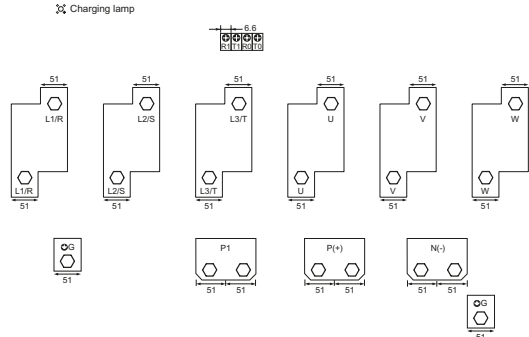 Charging lamp
6.6
R1 T1 R0 T0
51 51 51 51 51 51
L1/R L2/S L3/T U V W
L1/R L2/S L3/T U V W
51 51 51 51 51 51
G P1 P(+) N(-)
51 51 51 51 51 51 51
G
51